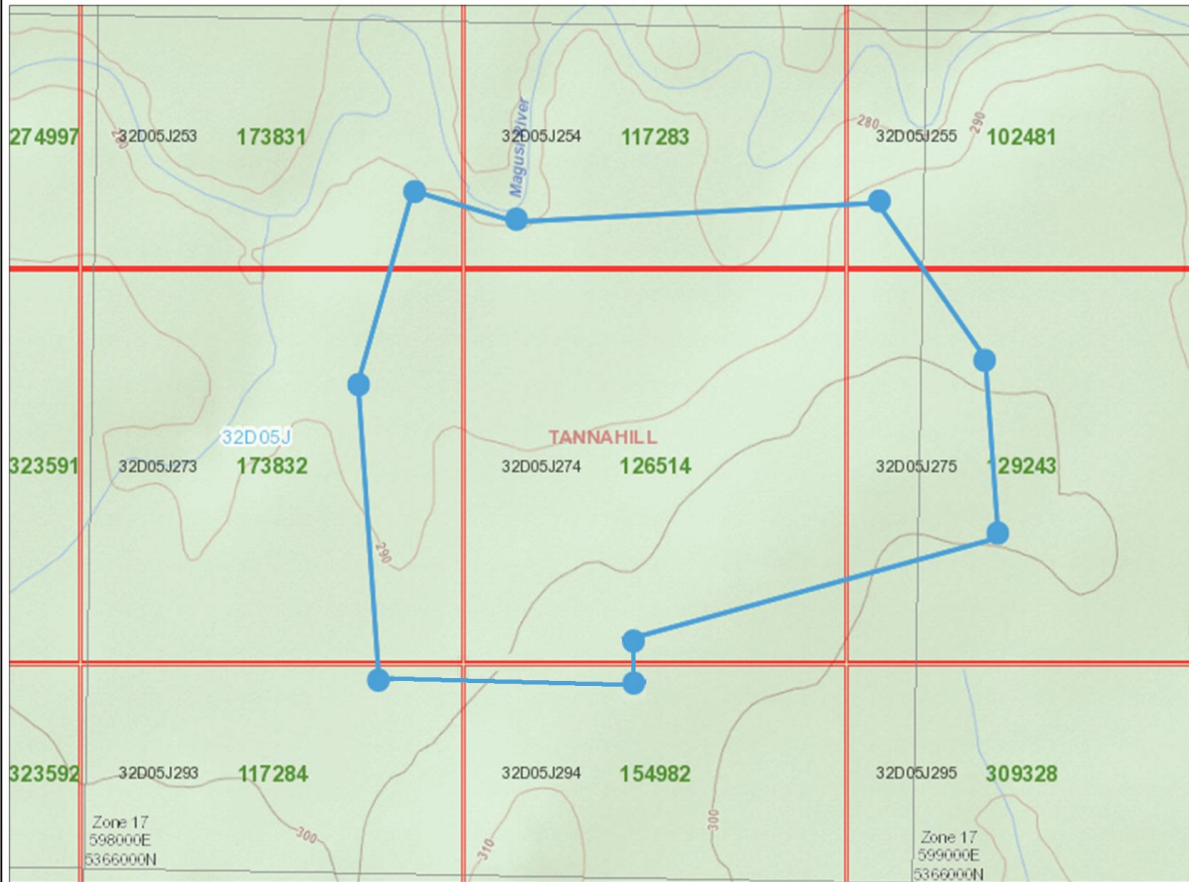 Magusi River
280
290
274997 32D05J253 173831 32D05J254 117283 32D05J255 102481
32D05J TANNAHILL
323591 32D05J273 173832 32D05J274 126514 32D05J275 129243
290
323592 32D05J293 117284 32D05J294 154982 32D05J295 309328
300
310
300
Zone 17
598000E
5366000N
Zone 17
599000E
5366000N